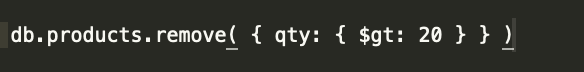 db.products.remove( { qty: { $gt: 20 } } )